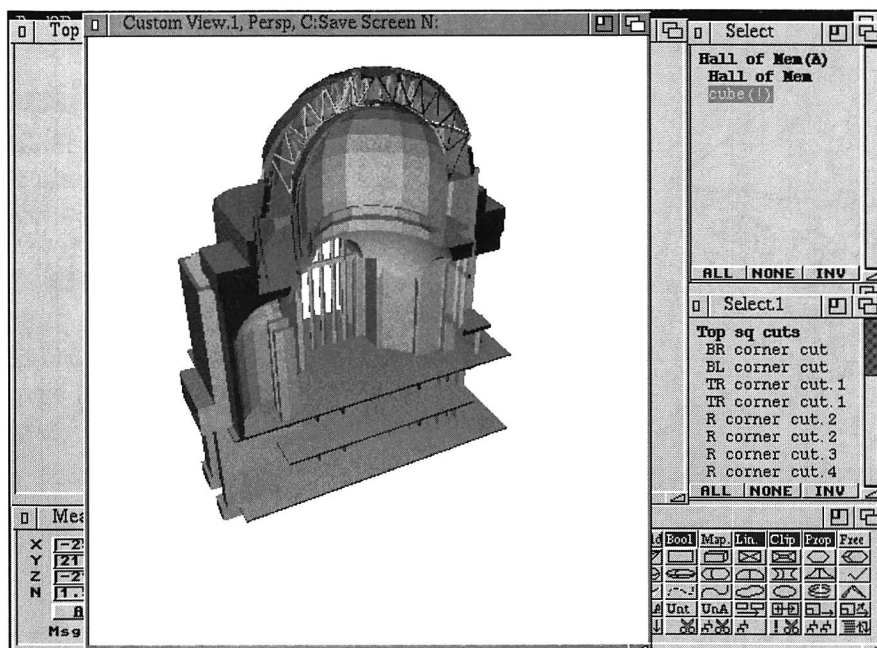 Top
Custom View.1, Persp, C:Save Screen N:
Select
Hall of Mem(A)
Hall of Mem
cube(!)
ALL NONE INV
Select.1
Top sq cuts
BR corner cut
BL corner cut
TR corner cut.1
TR corner cut.1
R corner cut.2
R corner cut.2
R corner cut.3
R corner cut.4
ALL NONE INV
Mea
X
Y
Z
N
Msg
Bool Map. Lin. Clip Prop Free
Unt UnA